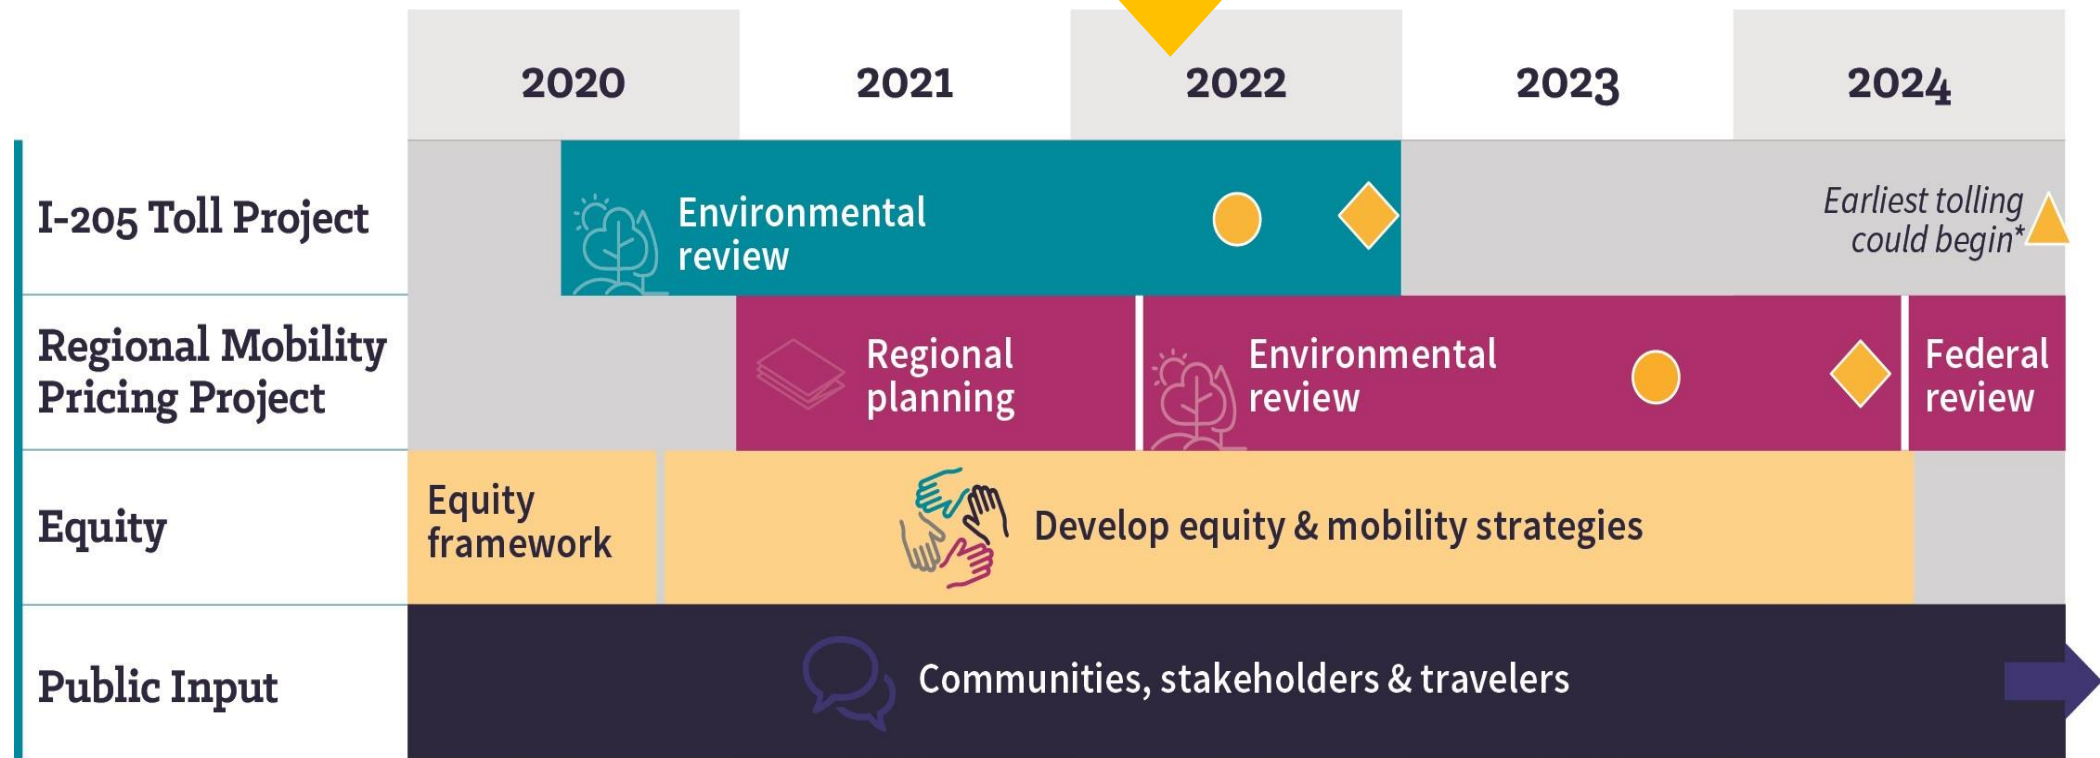 2020 2021 2022 2023 2024
I-205 Toll Project
Environmental
review
Earliest tolling
could begin*
Regional Mobility
Pricing Project
Regional
planning
Environmental
review
Federal
review
Equity
Equity
framework
Develop equity & mobility strategies
Public Input
Communities, stakeholders & travelers